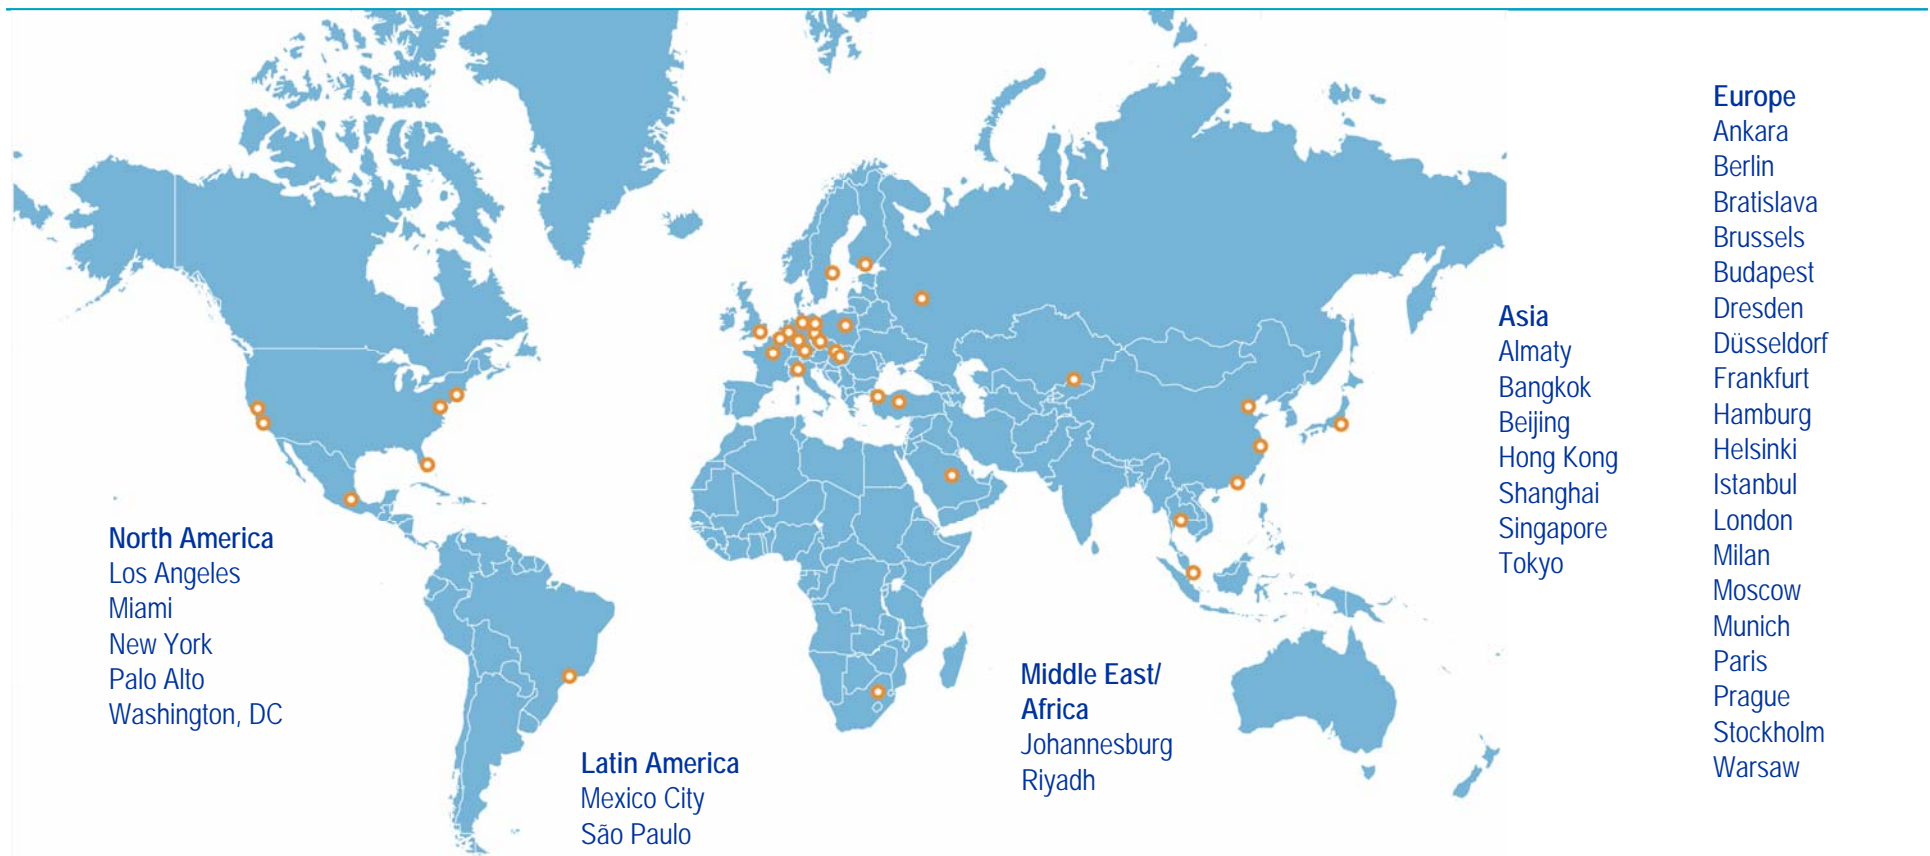 North America
Los Angeles
Miami
New York
Palo Alto
Washington, DC
Latin America
Mexico City
São Paulo
Middle East/
Africa
Johannesburg
Riyadh
Asia
Almaty
Bangkok
Beijing
Hong Kong
Shanghai
Singapore
Tokyo
Europe
Ankara
Berlin
Bratislava
Brussels
Budapest
Dresden
Düsseldorf
Frankfurt
Hamburg
Helsinki
Istanbul
London
Milan
Moscow
Munich
Paris
Prague
Stockholm
Warsaw